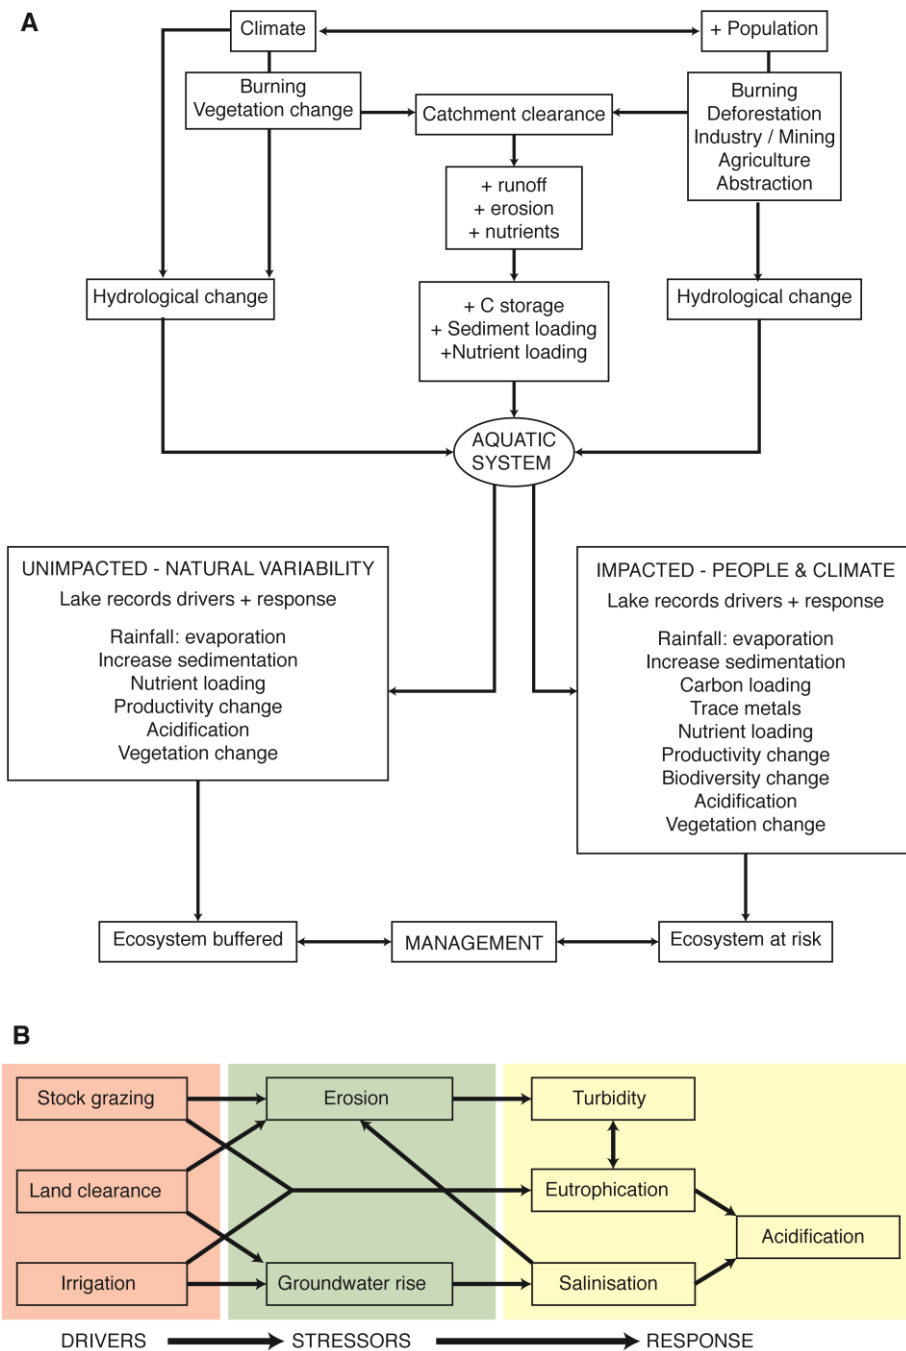 A
Climate
+ Population
Burning
Vegetation change
Catchment clearance
Burning
Deforestation
Industry / Mining
Agriculture
Abstraction
+ runoff
+ erosion
+ nutrients
Hydrological change
+ C storage
+ Sediment loading
+Nutrient loading
Hydrological change
AQUATIC
SYSTEM
UNIMPACTED - NATURAL VARIABILITY
Lake records drivers + response
Rainfall: evaporation
Increase sedimentation
Nutrient loading
Productivity change
Acidification
Vegetation change
IMPACTED - PEOPLE & CLIMATE
Lake records drivers + response
Rainfall: evaporation
Increase sedimentation
Carbon loading
Trace metals
Nutrient loading
Productivity change
Biodiversity change
Acidification
Vegetation change
Ecosystem buffered
MANAGEMENT
Ecosystem at risk
B
Stock grazing
Erosion
Turbidity
Land clearance
Eutrophication
Acidification
Irrigation
Groundwater rise
Salinisation
DRIVERS
STRESSORS
RESPONSE